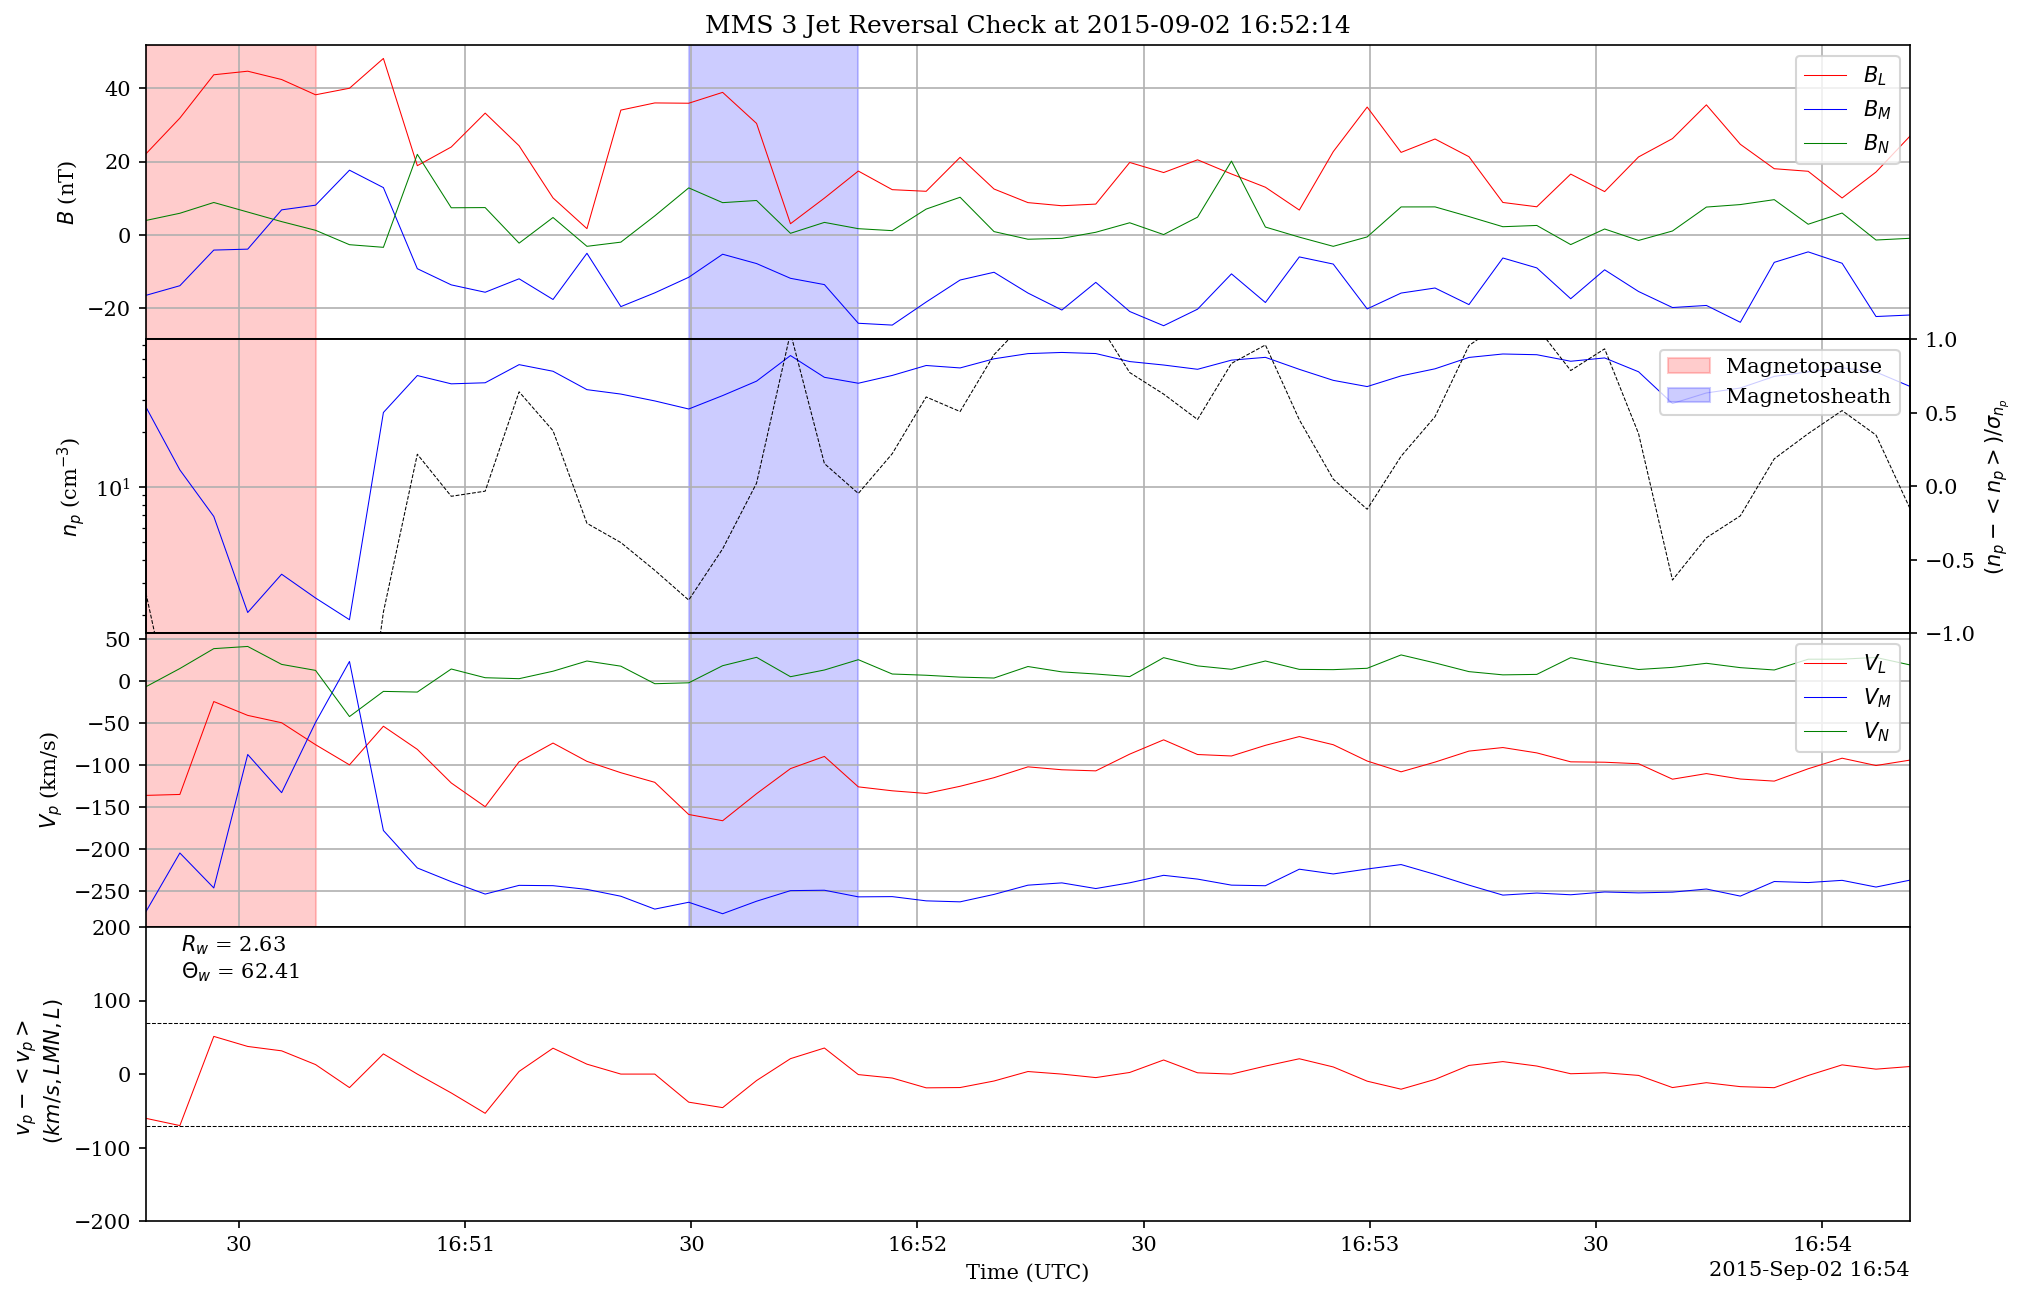 MMS 3 Jet Reversal Check at 2015-09-02 16:52:14
B (nT)
40
20
0
−20
B_L
B_M
B_N
n_p (cm⁻³)
10¹
Magnetopause
Magnetosheath
1.0
0.5
0.0
−0.5
−1.0
(n_p − < n_p >)/σ_{n_p}
V_p (km/s)
50
0
−50
−100
−150
−200
−250
V_L
V_M
V_N
v_p − < v_p >
(km/s, LMN, L)
200
100
0
−100
−200
R_w = 2.63
Θ_w = 62.41
30 16:51 30 16:52 30 16:53 30 16:54
Time (UTC)
2015-Sep-02 16:54